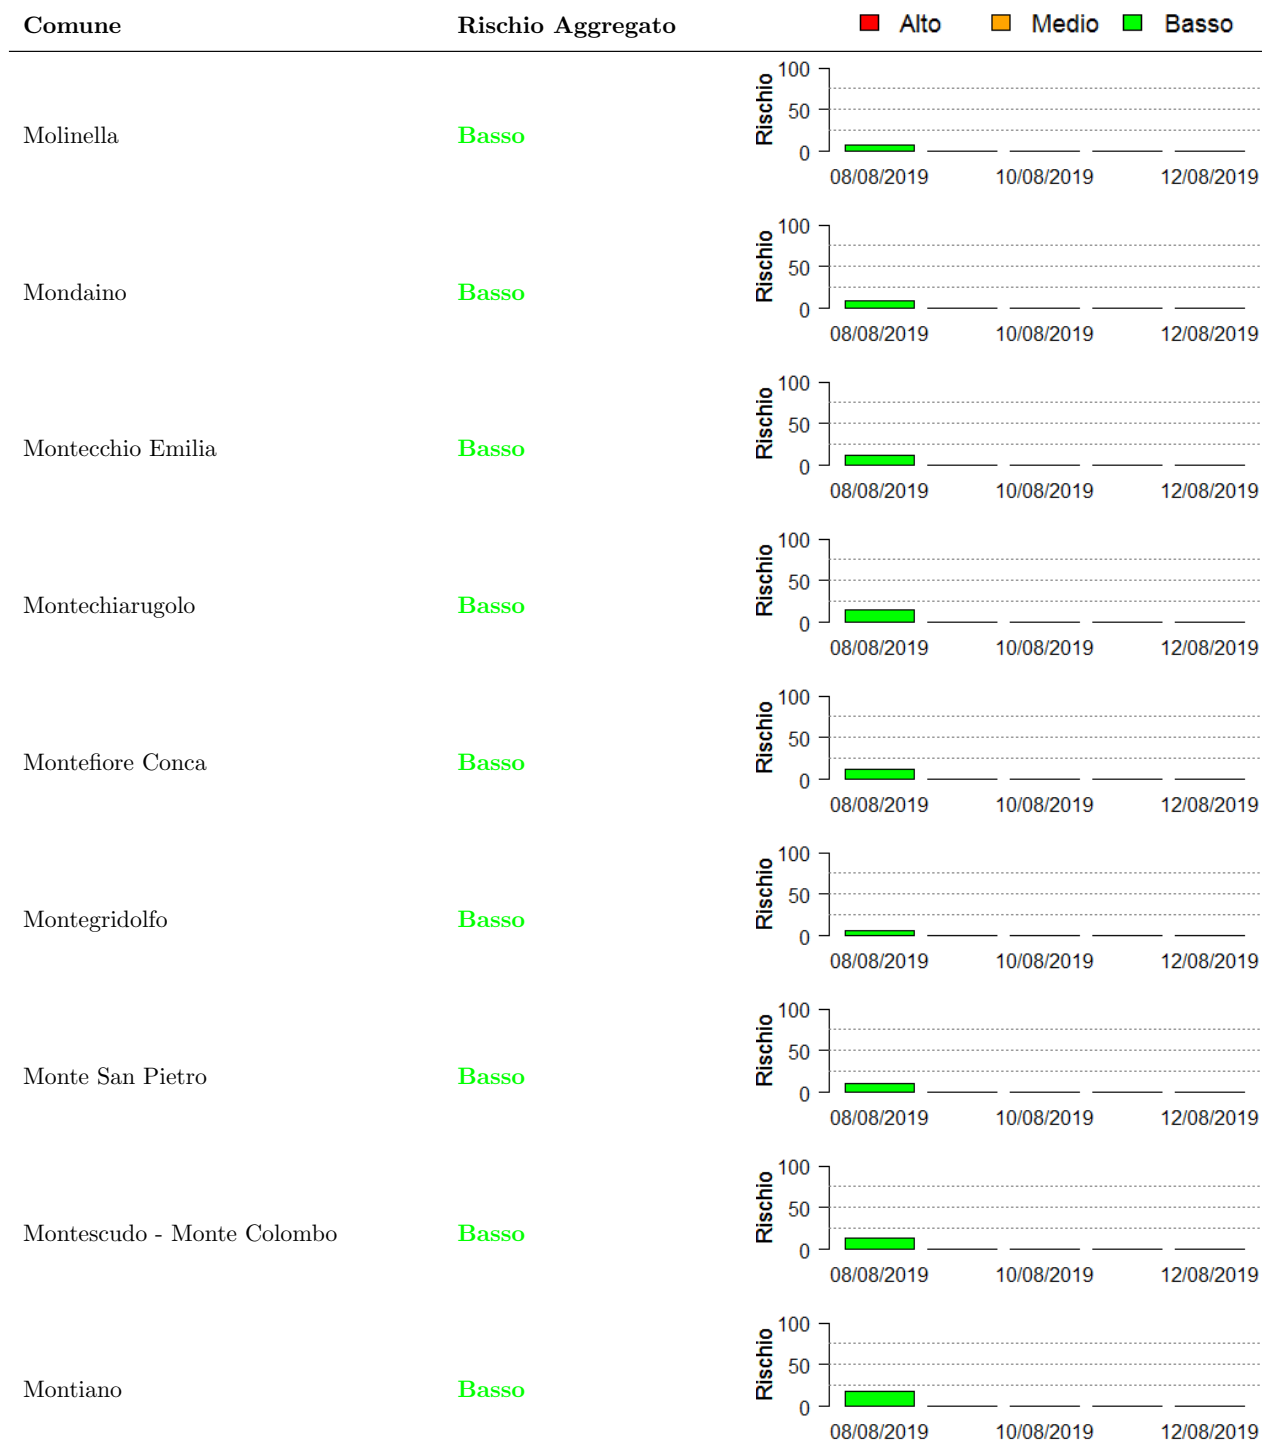 Comune Rischio Aggregato Alto Medio Basso
100
50
0
Rischio
Molinella Basso
08/08/2019 10/08/2019 12/08/2019
100
50
0
Rischio
Mondaino Basso
08/08/2019 10/08/2019 12/08/2019
100
50
0
Rischio
Montecchio Emilia Basso
08/08/2019 10/08/2019 12/08/2019
100
50
0
Rischio
Montechiarugolo Basso
08/08/2019 10/08/2019 12/08/2019
100
50
0
Rischio
Montefiore Conca Basso
08/08/2019 10/08/2019 12/08/2019
100
50
0
Rischio
Montegridolfo Basso
08/08/2019 10/08/2019 12/08/2019
100
50
0
Rischio
Monte San Pietro Basso
08/08/2019 10/08/2019 12/08/2019
100
50
0
Rischio
Montescudo - Monte Colombo Basso
08/08/2019 10/08/2019 12/08/2019
100
50
0
Rischio
Montiano Basso
08/08/2019 10/08/2019 12/08/2019